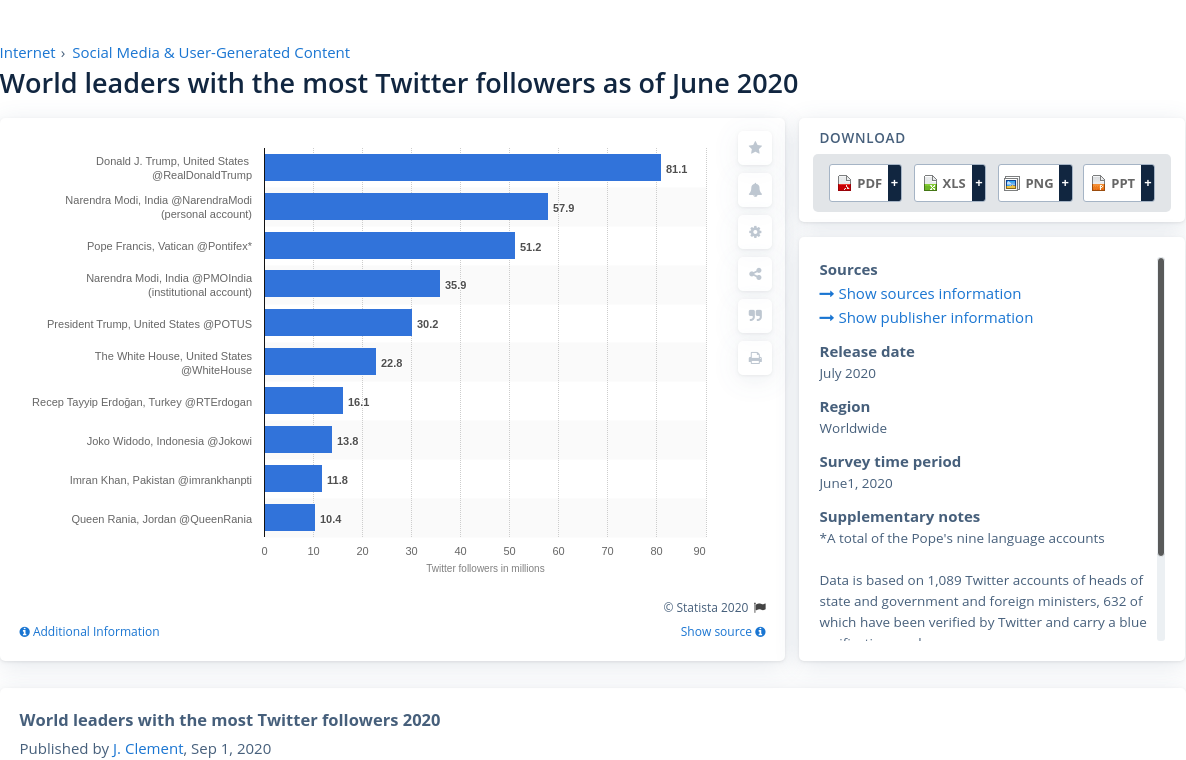 Internet › Social Media & User-Generated Content
World leaders with the most Twitter followers as of June 2020
Donald J. Trump, United States
@RealDonaldTrump
81.1
Narendra Modi, India @NarendraModi
(personal account)
57.9
Pope Francis, Vatican @Pontifex*
51.2
Narendra Modi, India @PMOIndia
(institutional account)
35.9
President Trump, United States @POTUS
30.2
The White House, United States
@WhiteHouse
22.8
Recep Tayyip Erdoğan, Turkey @RTErdogan
16.1
Joko Widodo, Indonesia @Jokowi
13.8
Imran Khan, Pakistan @imrankhanpti
11.8
Queen Rania, Jordan @QueenRania
10.4
0 10 20 30 40 50 60 70 80 90
Twitter followers in millions
© Statista 2020
Additional Information
Show source
DOWNLOAD
PDF + XLS + PNG + PPT +
Sources
Show sources information
Show publisher information
Release date
July 2020
Region
Worldwide
Survey time period
June1, 2020
Supplementary notes
*A total of the Pope's nine language accounts
Data is based on 1,089 Twitter accounts of heads of
state and government and foreign ministers, 632 of
which have been verified by Twitter and carry a blue
World leaders with the most Twitter followers 2020
Published by J. Clement, Sep 1, 2020